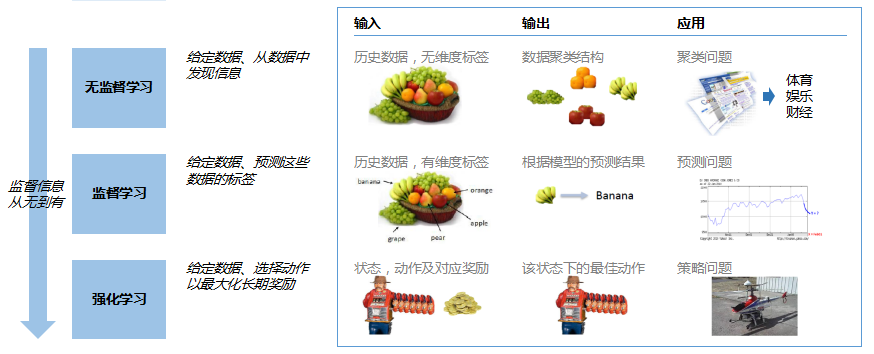 输入
输出
应用
无监督学习
给定数据、从数据中
发现信息
历史数据，无维度标签
数据聚类结构
聚类问题
体育
娱乐
财经
监督信息
从无到有
监督学习
给定数据、预测这些
数据的标签
历史数据，有维度标签
banana
orange
apple
pear
grape
根据模型的预测结果
Banana
预测问题
强化学习
给定数据、选择动作
以最大化长期奖励
状态，动作及对应奖励
该状态下的最佳动作
策略问题